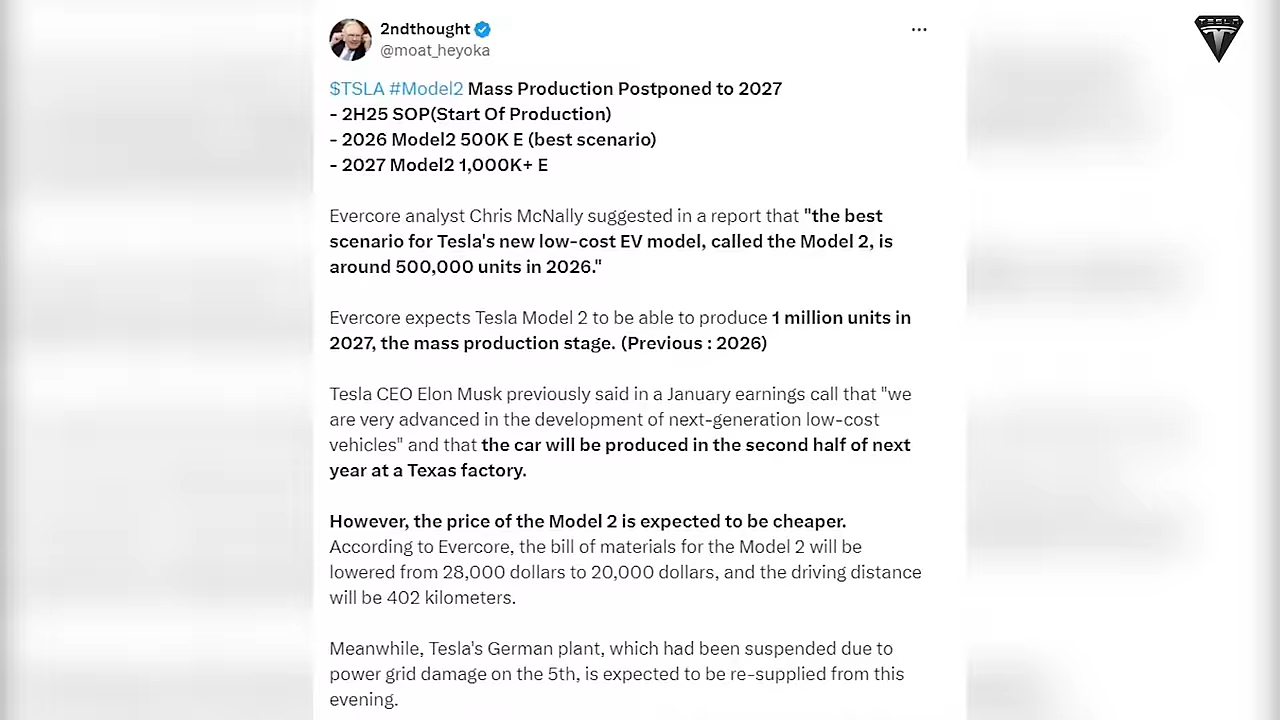 2ndthought
@moat_heyoka
TESLA
$TSLA #Model2 Mass Production Postponed to 2027
- 2H25 SOP(Start Of Production)
- 2026 Model2 500K E (best scenario)
- 2027 Model2 1,000K+ E
Evercore analyst Chris McNally suggested in a report that "the best
scenario for Tesla's new low-cost EV model, called the Model 2, is
around 500,000 units in 2026."
Evercore expects Tesla Model 2 to be able to produce 1 million units in
2027, the mass production stage. (Previous : 2026)
Tesla CEO Elon Musk previously said in a January earnings call that "we
are very advanced in the development of next-generation low-cost
vehicles" and that the car will be produced in the second half of next
year at a Texas factory.
However, the price of the Model 2 is expected to be cheaper.
According to Evercore, the bill of materials for the Model 2 will be
lowered from 28,000 dollars to 20,000 dollars, and the driving distance
will be 402 kilometers.
Meanwhile, Tesla's German plant, which had been suspended due to
power grid damage on the 5th, is expected to be re-supplied from this
evening.